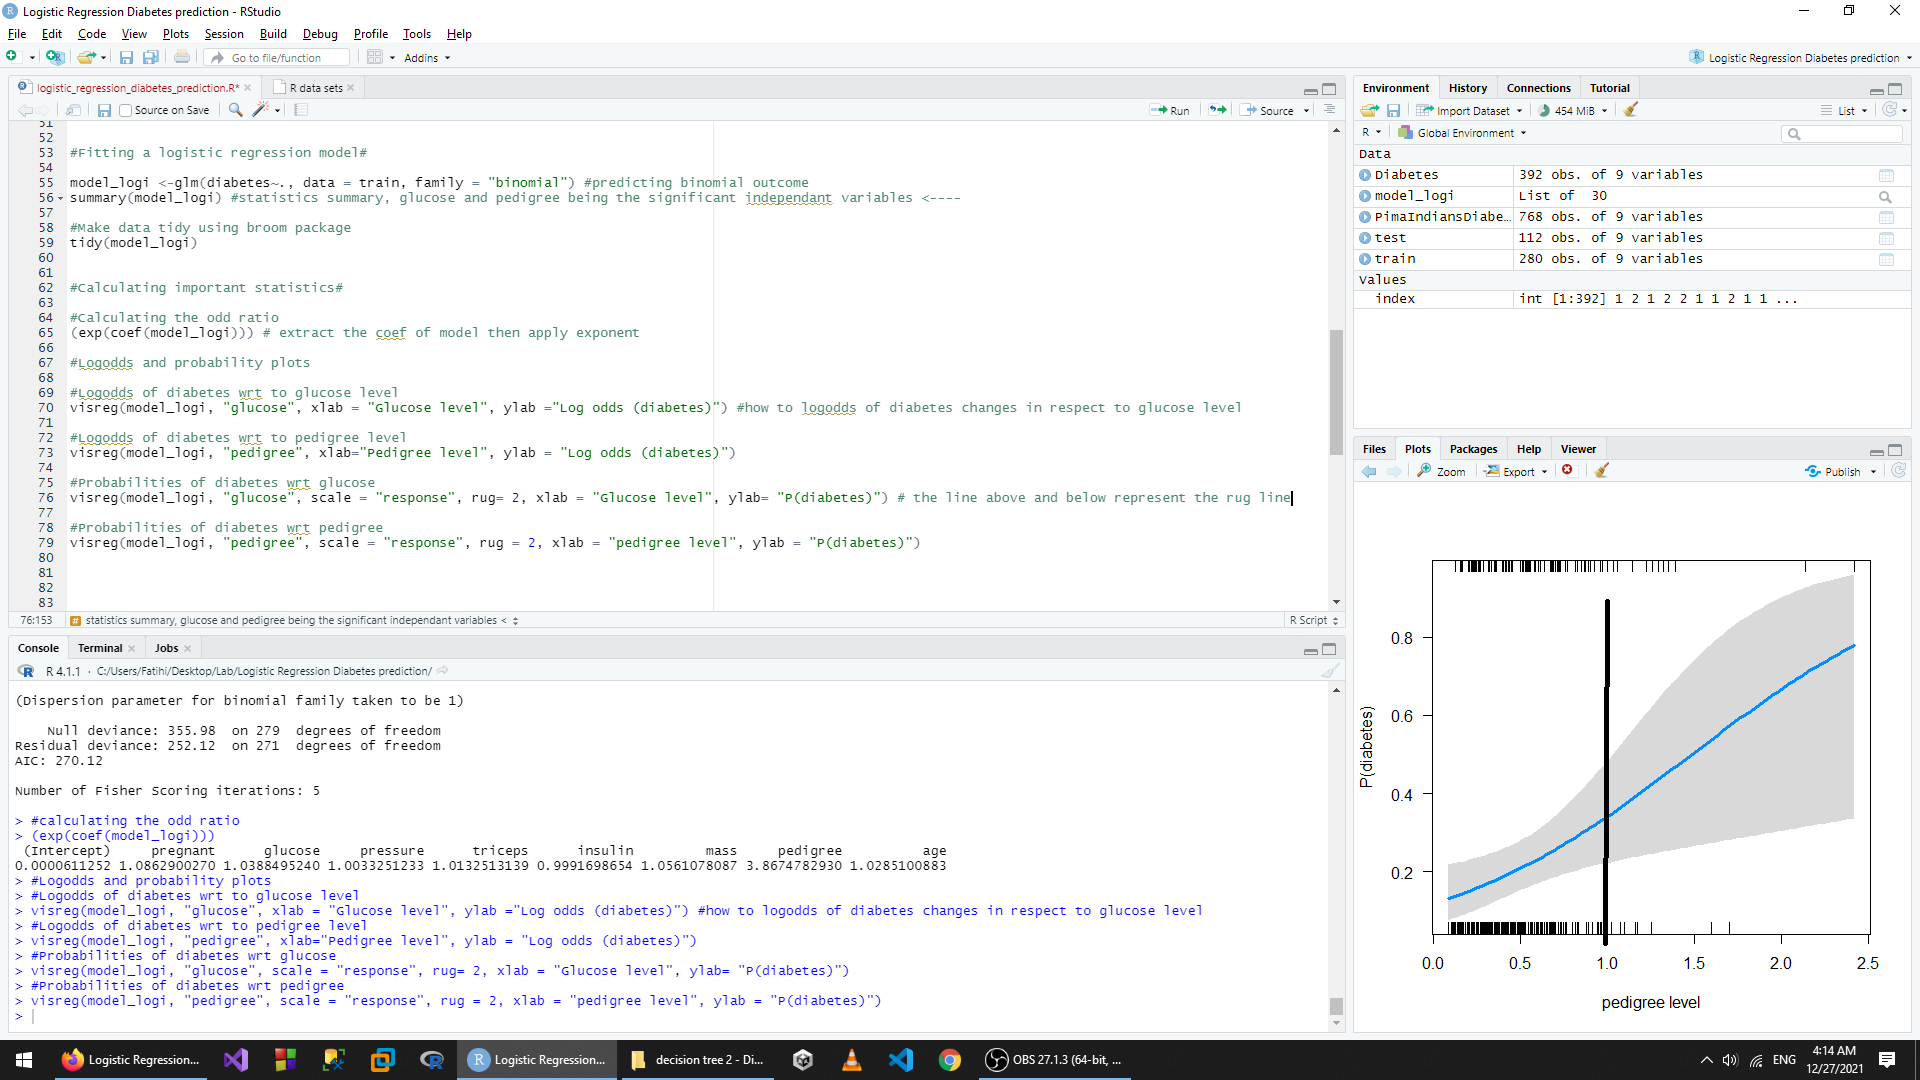 Logistic Regression Diabetes prediction - RStudio
File Edit Code View Plots Session Build Debug Profile Tools Help
Go to file/function Addins Logistic Regression Diabetes prediction
logistic_regression_diabetes_prediction.R* R data sets
Source on Save Run Source
51
52
53 #Fitting a logistic regression model#
54
55 model_logi <-glm(diabetes~., data = train, family = "binomial") #predicting binomial outcome
56 summary(model_logi) #statistics summary, glucose and pedigree being the significant independant variables <----
57
58 #Make data tidy using broom package
59 tidy(model_logi)
60
61
62 #Calculating important statistics#
63
64 #Calculating the odd ratio
65 (exp(coef(model_logi))) # extract the coef of model then apply exponent
66
67 #Logodds and probability plots
68
69 #Logodds of diabetes wrt to glucose level
70 visreg(model_logi, "glucose", xlab = "Glucose level", ylab ="Log odds (diabetes)") #how to logodds of diabetes changes in respect to glucose level
71
72 #Logodds of diabetes wrt to pedigree level
73 visreg(model_logi, "pedigree", xlab="Pedigree level", ylab = "Log odds (diabetes)")
74
75 #Probabilities of diabetes wrt glucose
76 visreg(model_logi, "glucose", scale = "response", rug= 2, xlab = "Glucose level", ylab= "P(diabetes)") # the line above and below represent the rug line
77
78 #Probabilities of diabetes wrt pedigree
79 visreg(model_logi, "pedigree", scale = "response", rug = 2, xlab = "pedigree level", ylab = "P(diabetes)")
80
81
82
83
76:153 # statistics summary, glucose and pedigree being the significant independant variables < R Script
Console Terminal Jobs
R 4.1.1 · C:/Users/Fatihi/Desktop/Lab/Logistic Regression Diabetes prediction/
(Dispersion parameter for binomial family taken to be 1)
Null deviance: 355.98 on 279 degrees of freedom
Residual deviance: 252.12 on 271 degrees of freedom
AIC: 270.12
Number of Fisher Scoring iterations: 5
> #calculating the odd ratio
> (exp(coef(model_logi)))
(Intercept) pregnant glucose pressure triceps insulin mass pedigree age
0.0000611252 1.0862900270 1.0388495240 1.0033251233 1.0132513139 0.9991698654 1.0561078087 3.8674782930 1.0285100883
> #Logodds and probability plots
> #Logodds of diabetes wrt to glucose level
> visreg(model_logi, "glucose", xlab = "Glucose level", ylab ="Log odds (diabetes)") #how to logodds of diabetes changes in respect to glucose level
> #Logodds of diabetes wrt to pedigree level
> visreg(model_logi, "pedigree", xlab="Pedigree level", ylab = "Log odds (diabetes)")
> #Probabilities of diabetes wrt glucose
> visreg(model_logi, "glucose", scale = "response", rug= 2, xlab = "Glucose level", ylab= "P(diabetes)")
> #Probabilities of diabetes wrt pedigree
> visreg(model_logi, "pedigree", scale = "response", rug = 2, xlab = "pedigree level", ylab = "P(diabetes)")
>
Environment History Connections Tutorial
Import Dataset 454 MiB List
R Global Environment
Data
Diabetes 392 obs. of 9 variables
model_logi List of 30
PimaIndiansDiabe… 768 obs. of 9 variables
test 112 obs. of 9 variables
train 280 obs. of 9 variables
Values
index int [1:392] 1 2 1 2 2 1 1 2 1 1 ...
Files Plots Packages Help Viewer
Zoom Export Publish
0.8
0.6
0.4
0.2
P(diabetes)
0.0 0.5 1.0 1.5 2.0 2.5
pedigree level
Logistic Regression... Logistic Regression... decision tree 2 - Di... OBS 27.1.3 (64-bit, ... ENG 4:14 AM
12/27/2021